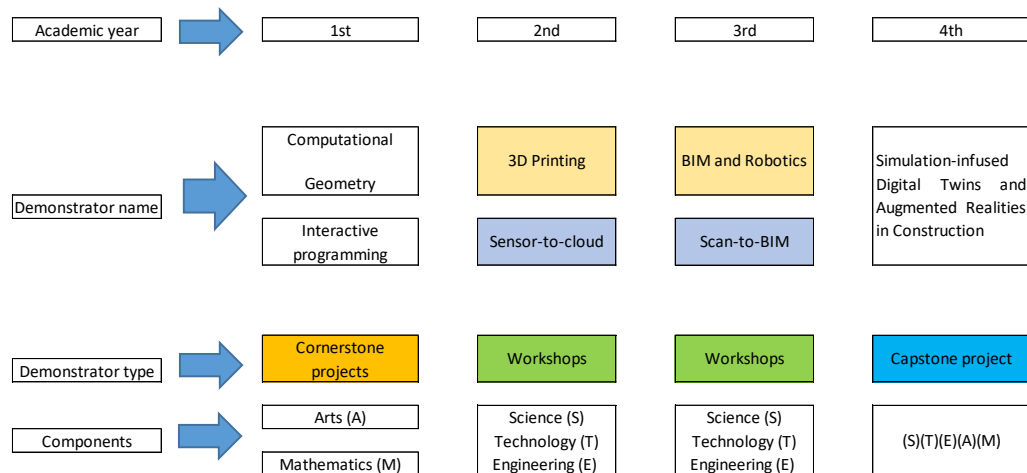 Academic year
1st
2nd
3rd
4th
Demonstrator name
Computational
Geometry
Interactive
programming
3D Printing
Sensor-to-cloud
BIM and Robotics
Scan-to-BIM
Simulation-infused
Digital Twins and
Augmented Realities
in Construction
Demonstrator type
Cornerstone
projects
Workshops
Workshops
Capstone project
Components
Arts (A)
Mathematics (M)
Science (S)
Technology (T)
Engineering (E)
Science (S)
Technology (T)
Engineering (E)
(S)(T)(E)(A)(M)